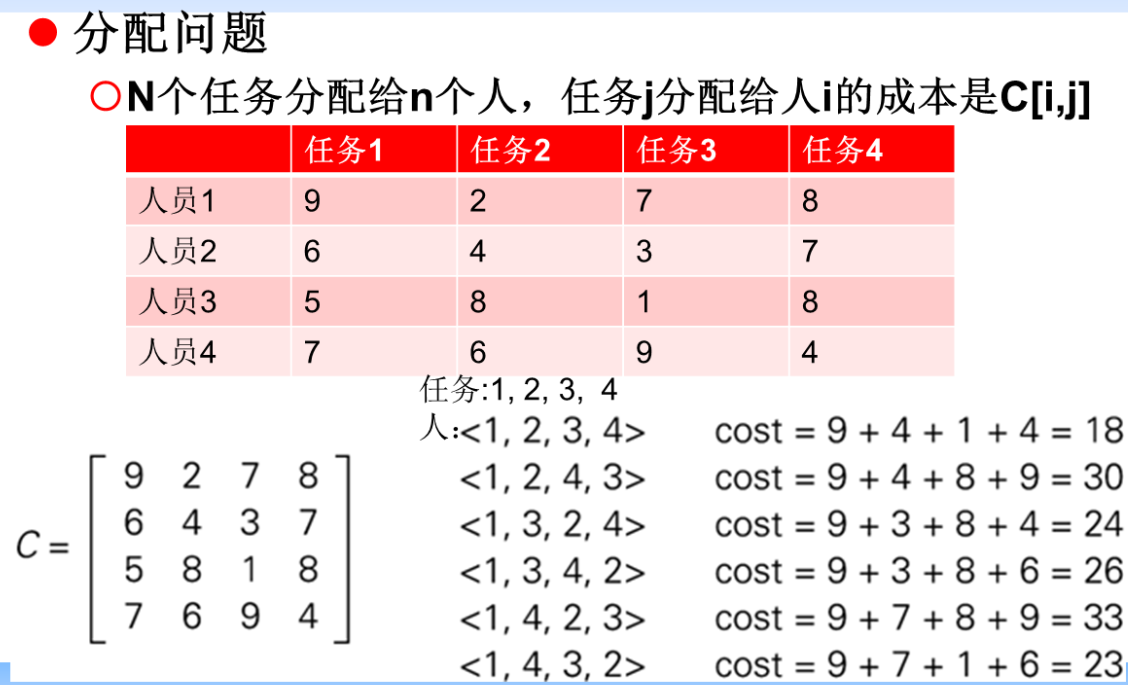 分配问题
N个任务分配给n个人，任务j分配给人i的成本是C[i,j]
任务1 任务2 任务3 任务4
人员1 9 2 7 8
人员2 6 4 3 7
人员3 5 8 1 8
人员4 7 6 9 4
任务:1, 2, 3, 4
人:<1, 2, 3, 4> cost = 9 + 4 + 1 + 4 = 18
<1, 2, 4, 3> cost = 9 + 4 + 8 + 9 = 30
<1, 3, 2, 4> cost = 9 + 3 + 8 + 4 = 24
<1, 3, 4, 2> cost = 9 + 3 + 8 + 6 = 26
<1, 4, 2, 3> cost = 9 + 7 + 8 + 9 = 33
<1, 4, 3, 2> cost = 9 + 7 + 1 + 6 = 23
C =
9 2 7 8
6 4 3 7
5 8 1 8
7 6 9 4